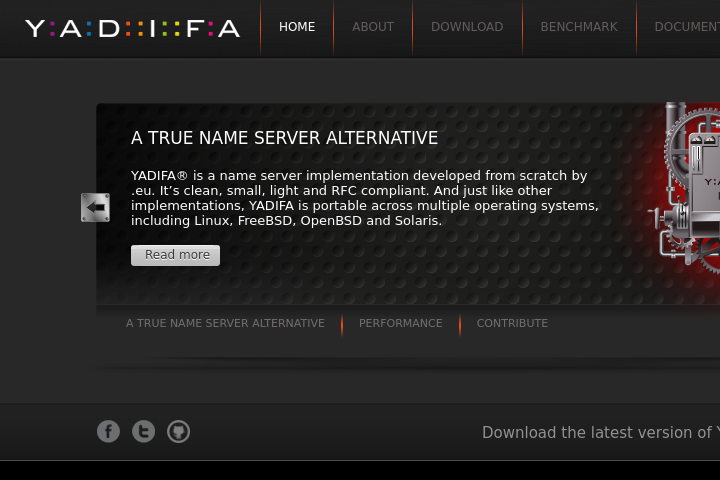 Y:A:D:I:F:A
HOME ABOUT DOWNLOAD BENCHMARK
A TRUE NAME SERVER ALTERNATIVE
YADIFA® is a name server implementation developed from scratch by
.eu. It’s clean, small, light and RFC compliant. And just like other
implementations, YADIFA is portable across multiple operating systems,
including Linux, FreeBSD, OpenBSD and Solaris.
Read more
A TRUE NAME SERVER ALTERNATIVE PERFORMANCE CONTRIBUTE
Download the latest version of